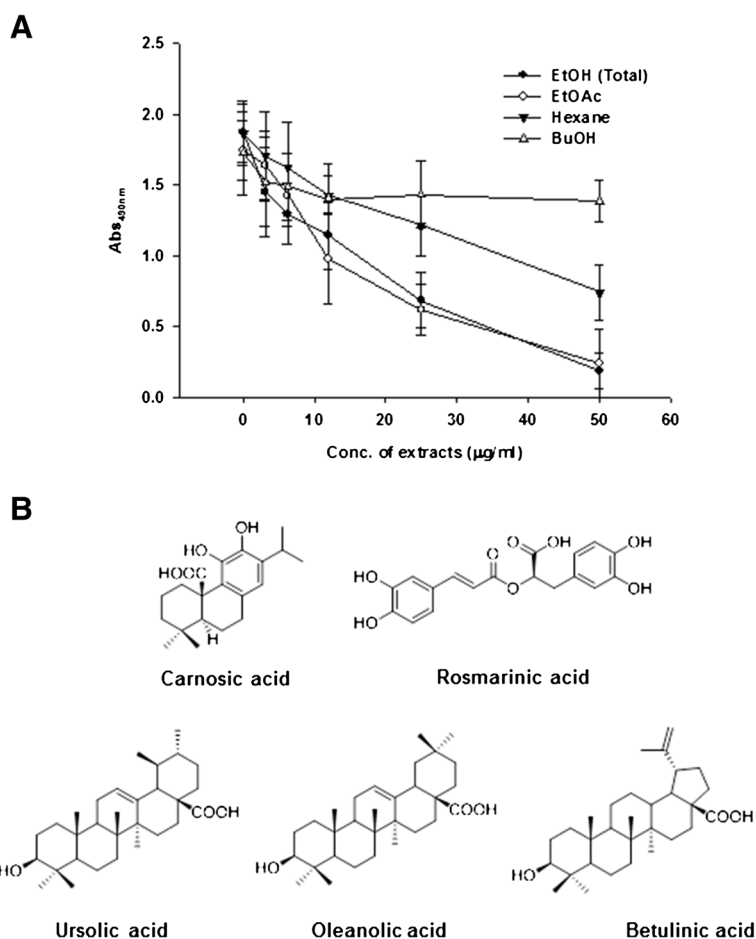 A
2.5
2.0
1.5
1.0
0.5
0.0
Abs490nm
EtOH (Total)
EtOAc
Hexane
BuOH
0 10 20 30 40 50 60
Conc. of extracts (µg/ml)
B
OH
HO
HOOC
H
Carnosic acid
O
OH
O
O
HO
HO
OH
OH
Rosmarinic acid
COOH
HO
Ursolic acid
COOH
HO
Oleanolic acid
COOH
HO
Betulinic acid